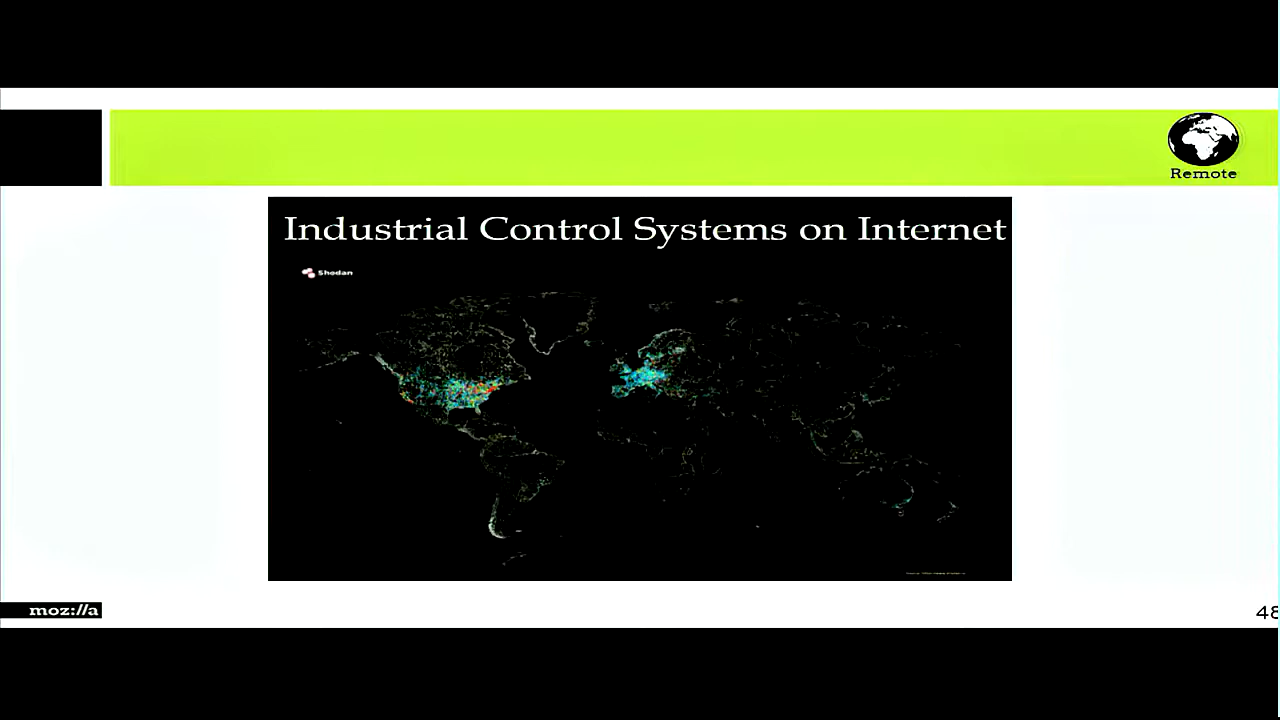 Remote
Industrial Control Systems on Internet
Shodan
moz://a
48